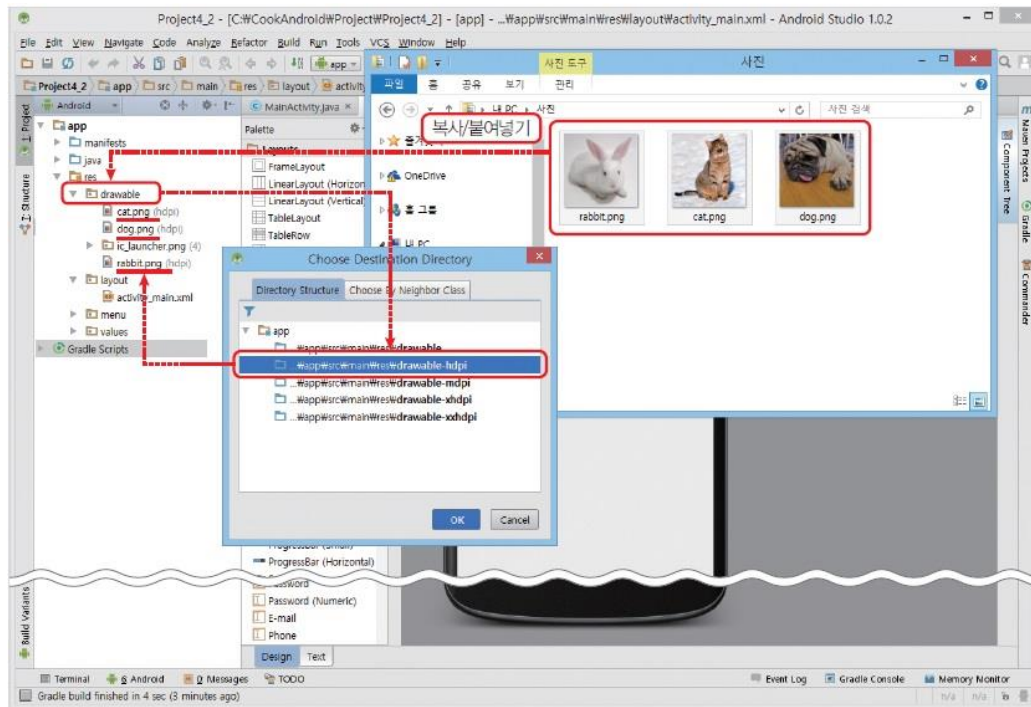 Project4_2 - [C:₩CookAndroid₩Project₩Project4_2] - [app] - ...₩app₩src₩main₩res₩layout₩activity_main.xml - Android Studio 1.0.2
File Edit View Navigate Code Analyze Refactor Build Run Tools VCS Window Help
app
사진 도구
사진
Project4_2 app src main res layout activity
파일 홈 공유 보기 관리
Android
MainActivity.java
사진
사진 검색
복사/붙여넣기
1: Project
app
manifests
java
res
drawable
cat.png (hdpi)
dog.png (hdpi)
ic_launcher.png (4)
rabbit.png (hdpi)
layout
activity_main.xml
menu
values
Gradle Scripts
Z: Structure
Palette
Layouts
FrameLayout
LinearLayout (Horizon
LinearLayout (Vertical)
TableLayout
TableRow
OneDrive
홈 그룹
내 PC
rabbit.png
cat.png
dog.png
Maven Projects
Component Tree
Gradle
Commander
Choose Destination Directory
Directory Structure Choose By Neighbor Class
app
...₩app₩src₩main₩res₩drawable
...₩app₩src₩main₩res₩drawable-hdpi
...₩app₩src₩main₩res₩drawable-mdpi
...₩app₩src₩main₩res₩drawable-xhdpi
...₩app₩src₩main₩res₩drawable-xxhdpi
OK Cancel
ProgressBar (Small)
ProgressBar (Horizontal)
Password
Password (Numeric)
E-mail
Phone
Build Variants
Design Text
Terminal 6: Android 0: Messages TODO
Event Log Gradle Console Memory Monitor
Gradle build finished in 4 sec (3 minutes ago)
n/a n/a